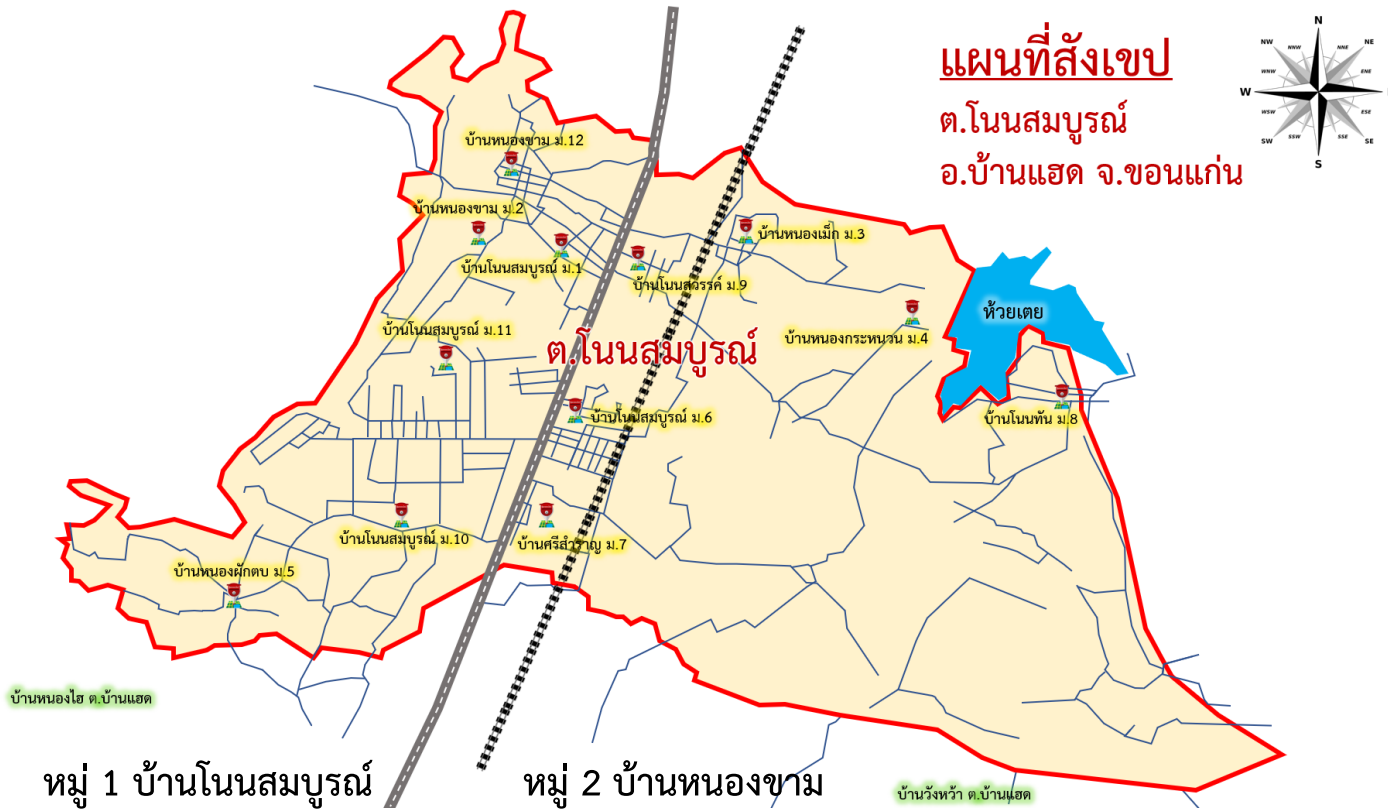 แผนที่สังเขป
ต.โนนสมบูรณ์
อ.บ้านแฮด จ.ขอนแก่น
N
NNW
NNE
NW
NE
WNW
ENE
W
WSW
ESE
SW
SSW
SSE
SE
S
บ้านหนองขาม ม.12
บ้านหนองขาม ม.2
บ้านโนนสมบูรณ์ ม.1
บ้านโนนสวรรค์ ม.9
บ้านหนองเม็ก ม.3
บ้านหนองกระหนวน ม.4
ห้วยเตย
บ้านโนนสมบูรณ์ ม.11
ต.โนนสมบูรณ์
บ้านโนนสมบูรณ์ ม.6
บ้านโนนทัน ม.8
บ้านโนนสมบูรณ์ ม.10
บ้านศรีสำราญ ม.7
บ้านหนองผักตบ ม.5
บ้านหนองไฮ ต.บ้านแฮด
หมู่ 1 บ้านโนนสมบูรณ์
หมู่ 2 บ้านหนองขาม
บ้านวังหว้า ต.บ้านแฮด